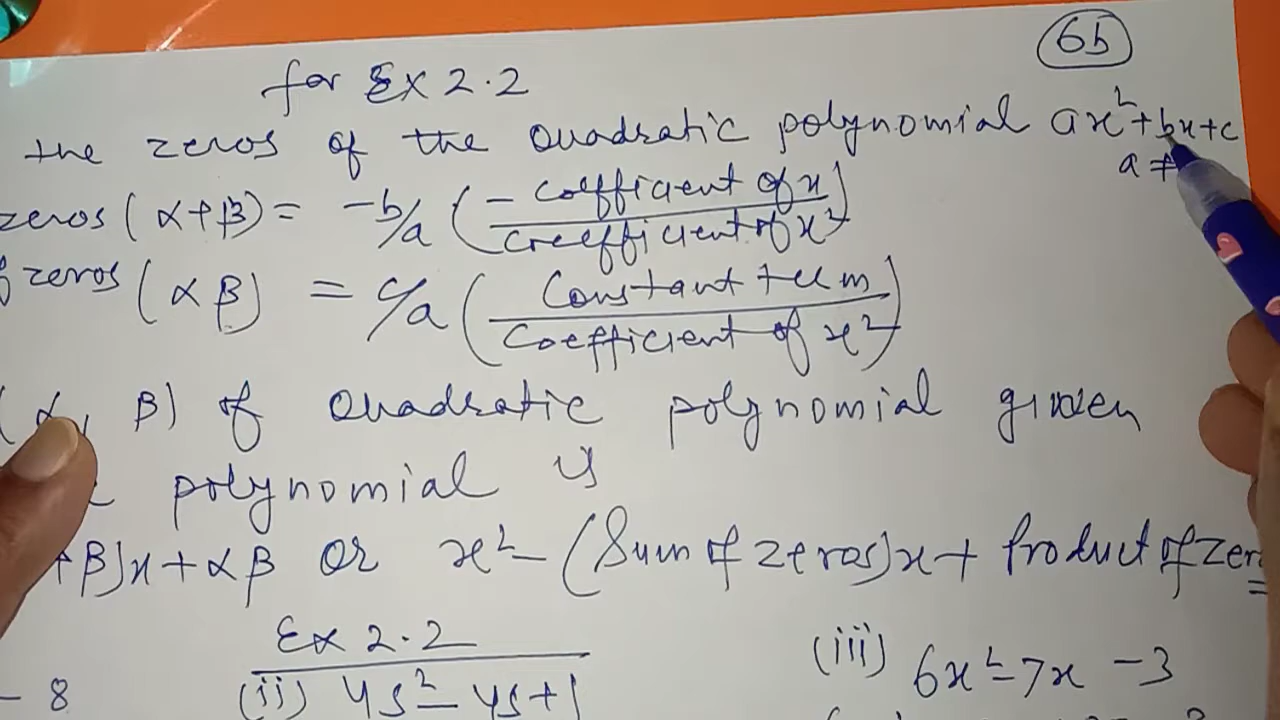 65
for Ex 2.2
the zeros of the Quadratic polynomial ax²+bx+c
a ≠
zeros (α+β) = -b/a (- coefficient of x / coefficient of x²)
zeros (αβ) = c/a (Constant term / Coefficient of x²)
(α, β) of Quadratic polynomial given
polynomial is
+β)x+αβ or x²-(Sum of zeros)x+ Product of zer
Ex 2.2
- 8 (ii) 4s²-4s+1 (iii) 6x²-7x-3